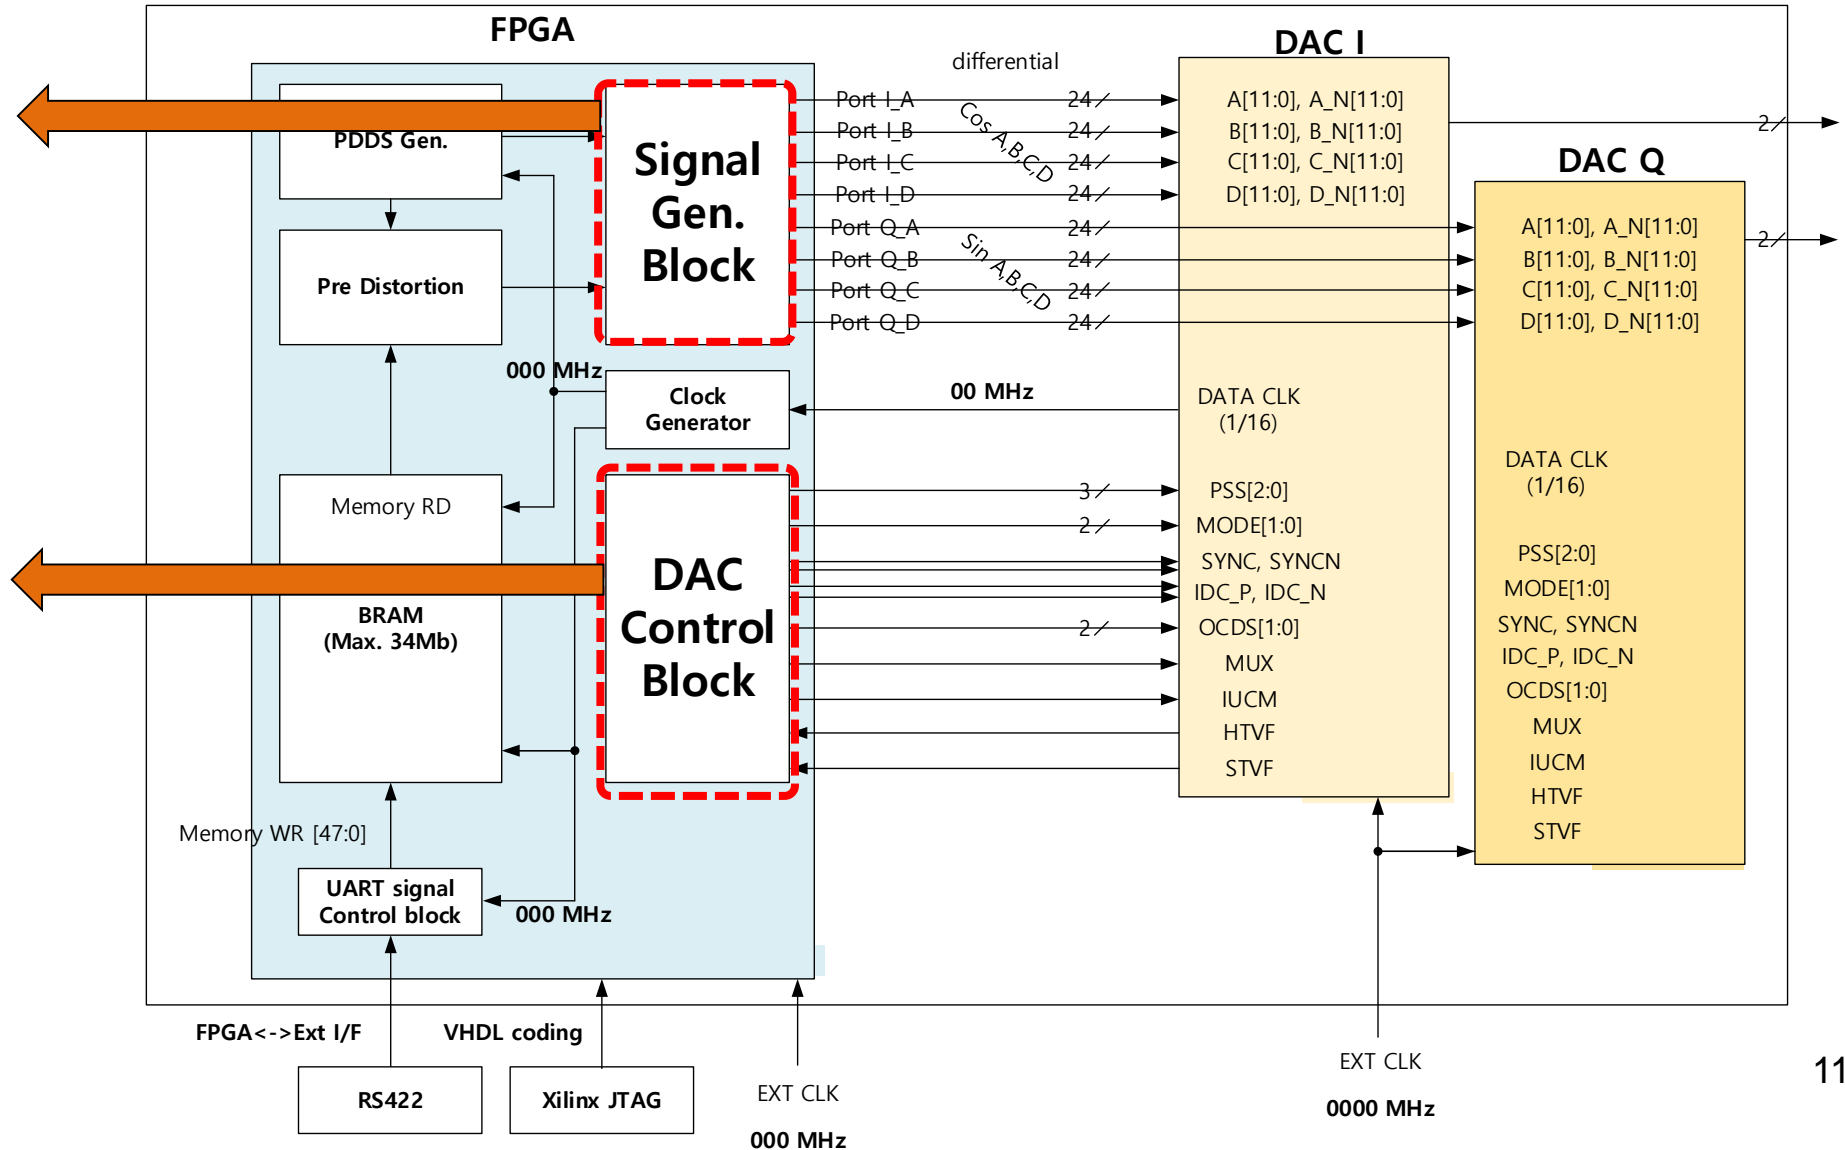 FPGA
DAC I
differential
PDDS Gen.
Signal
Gen.
Block
Port I_A
24
A[11:0], A_N[11:0]
2
Port I_B
24
B[11:0], B_N[11:0]
Port I_C
24
C[11:0], C_N[11:0]
Port I_D
24
D[11:0], D_N[11:0]
Cos A,B,C,D
DAC Q
Port Q_A
24
A[11:0], A_N[11:0]
2
Port Q_B
24
B[11:0], B_N[11:0]
Port Q_C
24
C[11:0], C_N[11:0]
Port Q_D
24
D[11:0], D_N[11:0]
Sin A,B,C,D
Pre Distortion
000 MHz
Clock
Generator
00 MHz
DATA CLK
(1/16)
DATA CLK
(1/16)
Memory RD
BRAM
(Max. 34Mb)
DAC
Control
Block
3
PSS[2:0]
2
MODE[1:0]
SYNC, SYNCN
IDC_P, IDC_N
2
OCDS[1:0]
MUX
IUCM
HTVF
STVF
PSS[2:0]
MODE[1:0]
SYNC, SYNCN
IDC_P, IDC_N
OCDS[1:0]
MUX
IUCM
HTVF
STVF
Memory WR [47:0]
UART signal
Control block
000 MHz
FPGA<->Ext I/F
VHDL coding
RS422
Xilinx JTAG
EXT CLK
000 MHz
EXT CLK
0000 MHz
11